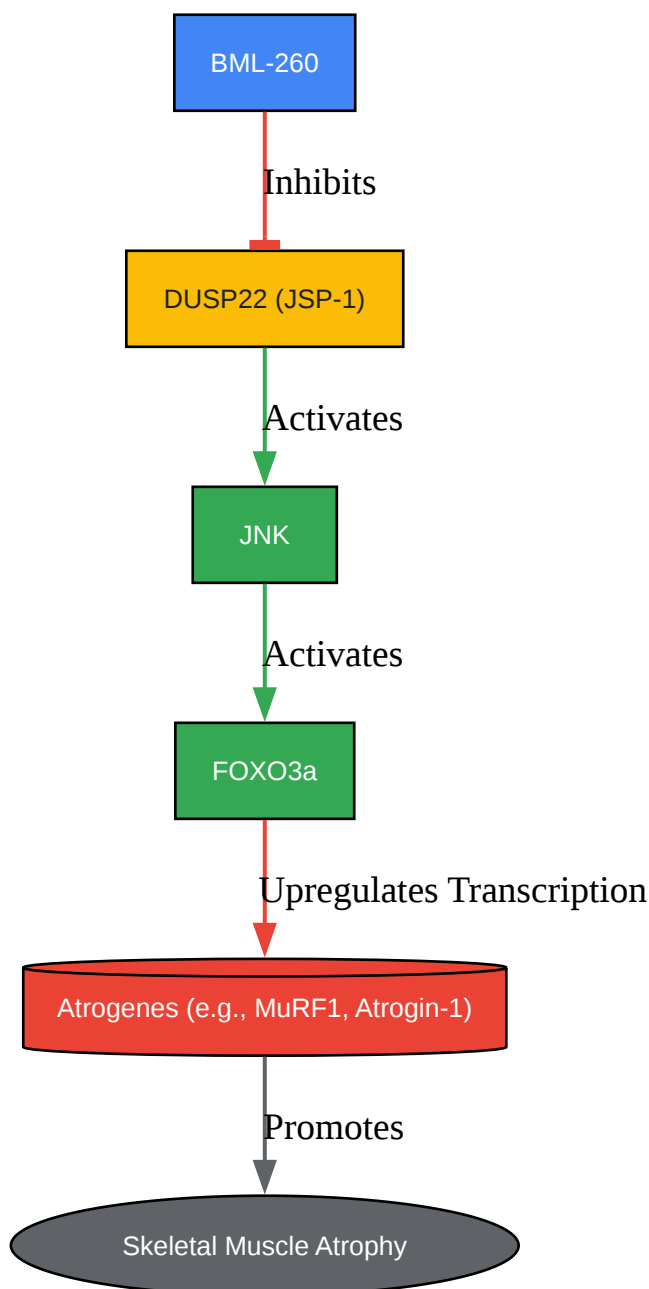 BML-260
Inhibits
DUSP22 (JSP-1)
Activates
JNK
Activates
FOXO3a
Upregulates Transcription
Atrogenes (e.g., MuRF1, Atrogin-1)
Promotes
Skeletal Muscle Atrophy